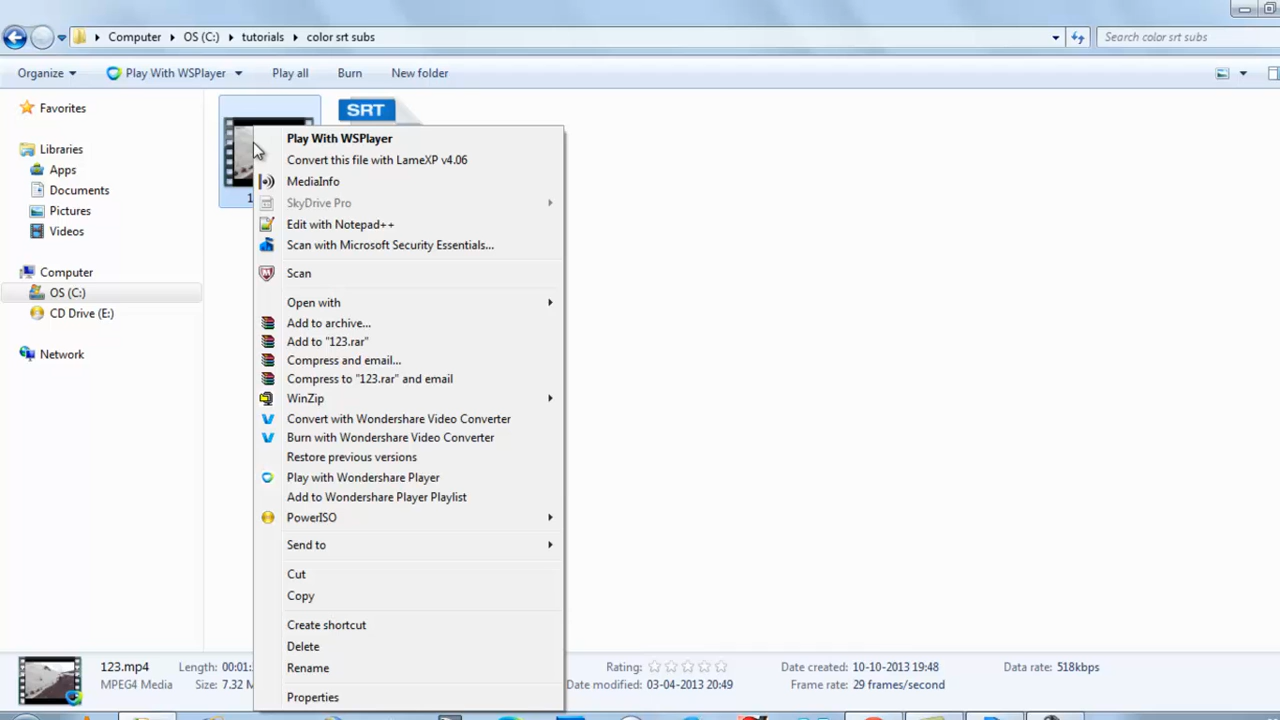 Computer ▸ OS (C:) ▸ tutorials ▸ color srt subs
Search color srt subs
Organize
Play With WSPlayer
Play all
Burn
New folder
Favorites
Libraries
Apps
Documents
Pictures
Videos
Computer
OS (C:)
CD Drive (E:)
Network
SRT
Play With WSPlayer
Convert this file with LameXP v4.06
MediaInfo
SkyDrive Pro
Edit with Notepad++
Scan with Microsoft Security Essentials...
Scan
Open with
Add to archive...
Add to "123.rar"
Compress and email...
Compress to "123.rar" and email
WinZip
Convert with Wondershare Video Converter
Burn with Wondershare Video Converter
Restore previous versions
Play with Wondershare Player
Add to Wondershare Player Playlist
PowerISO
Send to
Cut
Copy
Create shortcut
Delete
Rename
Properties
123.mp4
MPEG4 Media
Length: 00:01:
Size: 7.32 M
Rating:
Date modified: 03-04-2013 20:49
Date created: 10-10-2013 19:48
Frame rate: 29 frames/second
Data rate: 518kbps